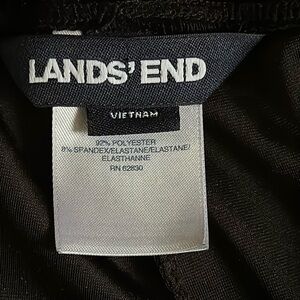 LANDS' END
VIETNAM
92% POLYESTER
8% SPANDEX/ELASTANE/ELASTANE/
ELASTHANNE
RN 62830